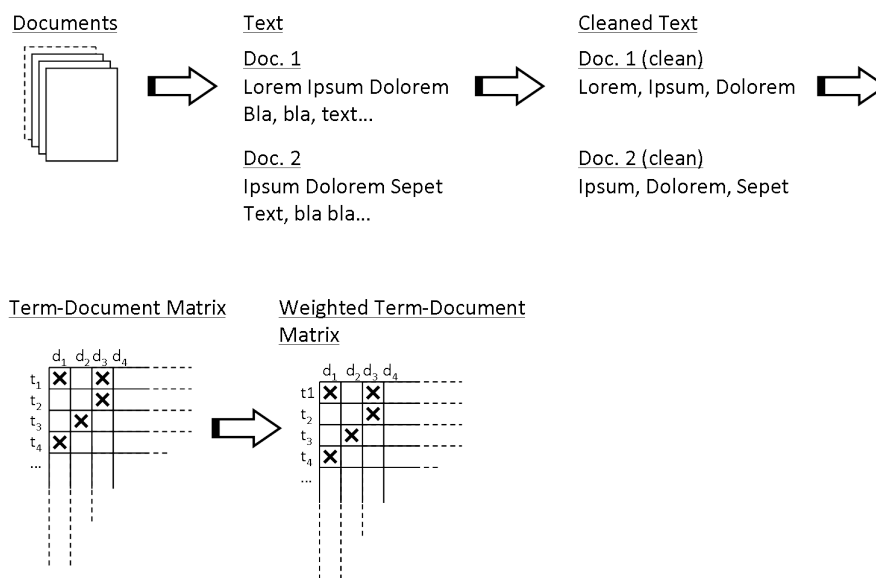 Documents
Text
Cleaned Text
Doc. 1
Lorem Ipsum Dolorem
Bla, bla, text...
Doc. 2
Ipsum Dolorem Sepet
Text, bla bla...
Doc. 1 (clean)
Lorem, Ipsum, Dolorem
Doc. 2 (clean)
Ipsum, Dolorem, Sepet
Term-Document Matrix
d₁ d₂ d₃ d₄
t₁
t₂
t₃
t₄
...
Weighted Term-Document
Matrix
d₁ d₂ d₃ d₄
t1
t₂
t₃
t₄
...